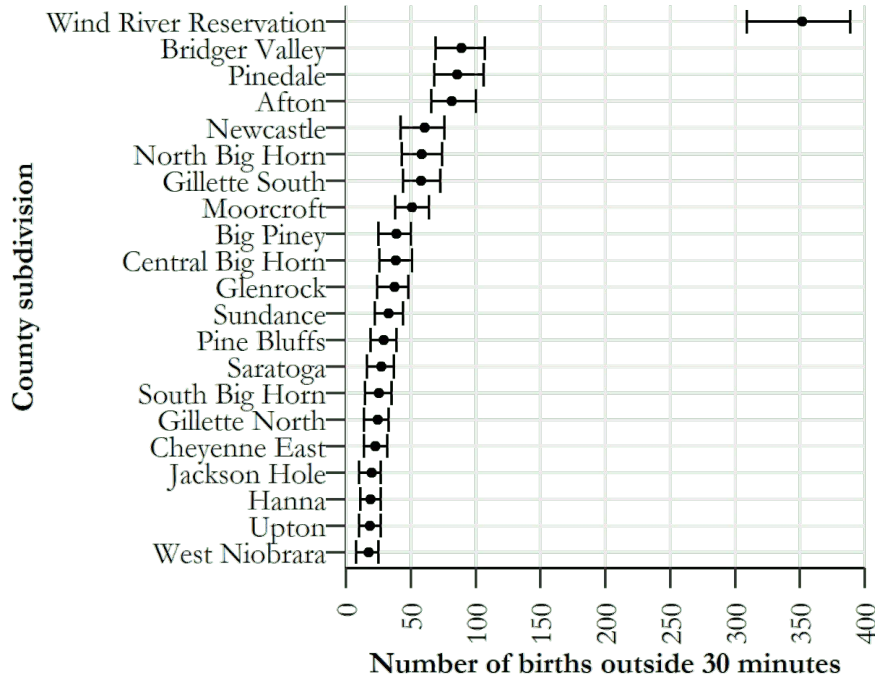 Wind River Reservation
Bridger Valley
Pinedale
Afton
Newcastle
North Big Horn
Gillette South
Moorcroft
Big Piney
Central Big Horn
Glenrock
Sundance
Pine Bluffs
Saratoga
South Big Horn
Gillette North
Cheyenne East
Jackson Hole
Hanna
Upton
West Niobrara
County subdivision
0 50 100 150 200 250 300 350 400
Number of births outside 30 minutes